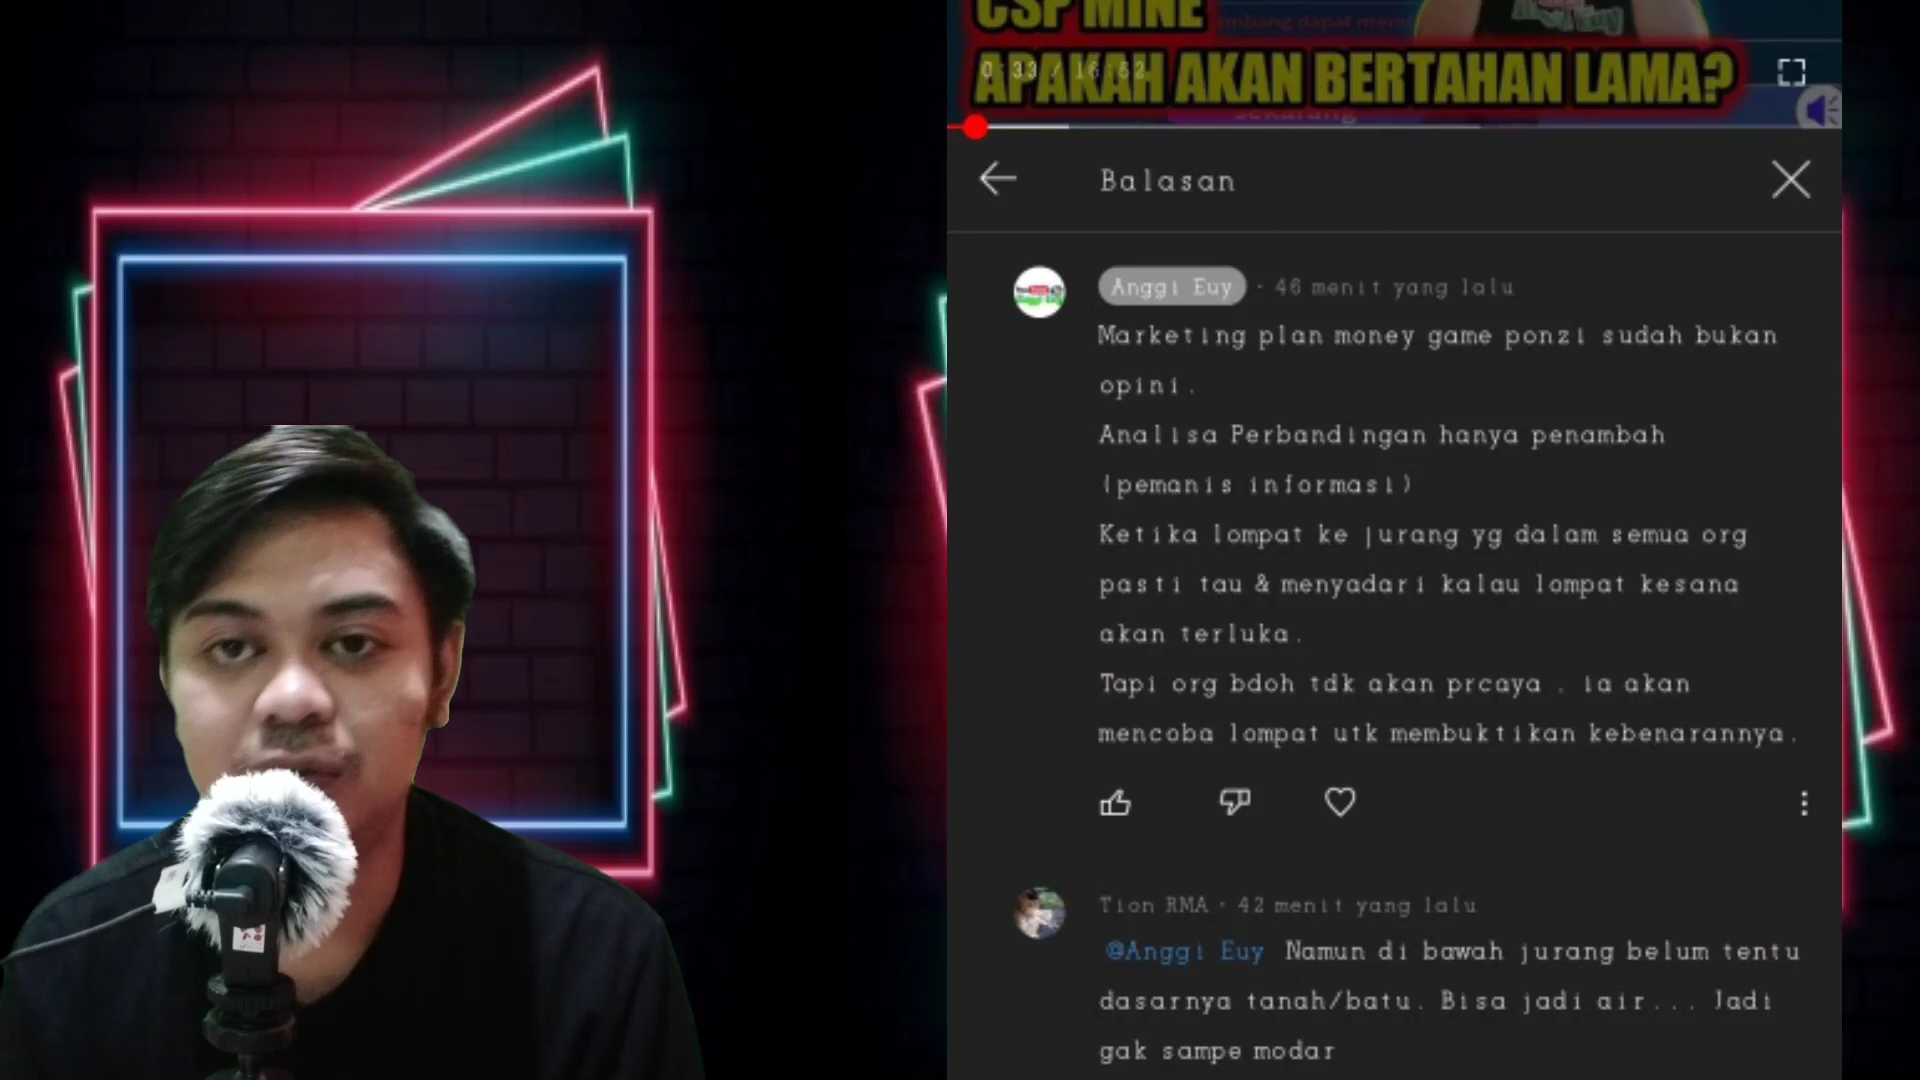 CSP MINE
APAKAH AKAN BERTAHAN LAMA?
0:33 / 16:52
Balasan
Anggi Euy · 46 menit yang lalu
Marketing plan money game ponzi sudah bukan
opini.
Analisa Perbandingan hanya penambah
(pemanis informasi)
Ketika lompat ke jurang yg dalam semua org
pasti tau & menyadari kalau lompat kesana
akan terluka.
Tapi org bdoh tdk akan prcaya . ia akan
mencoba lompat utk membuktikan kebenarannya.
Tion RMA · 42 menit yang lalu
@Anggi Euy Namun di bawah jurang belum tentu
dasarnya tanah/batu. Bisa jadi air... Jadi
gak sampe modar